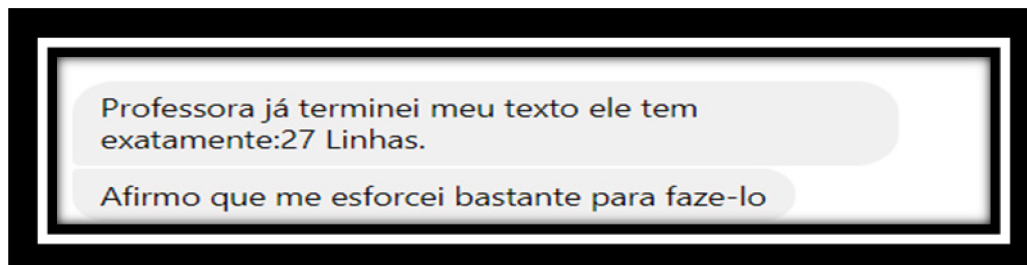 Professora já terminei meu texto ele tem
exatamente:27 Linhas.
Afirmo que me esforcei bastante para faze-lo